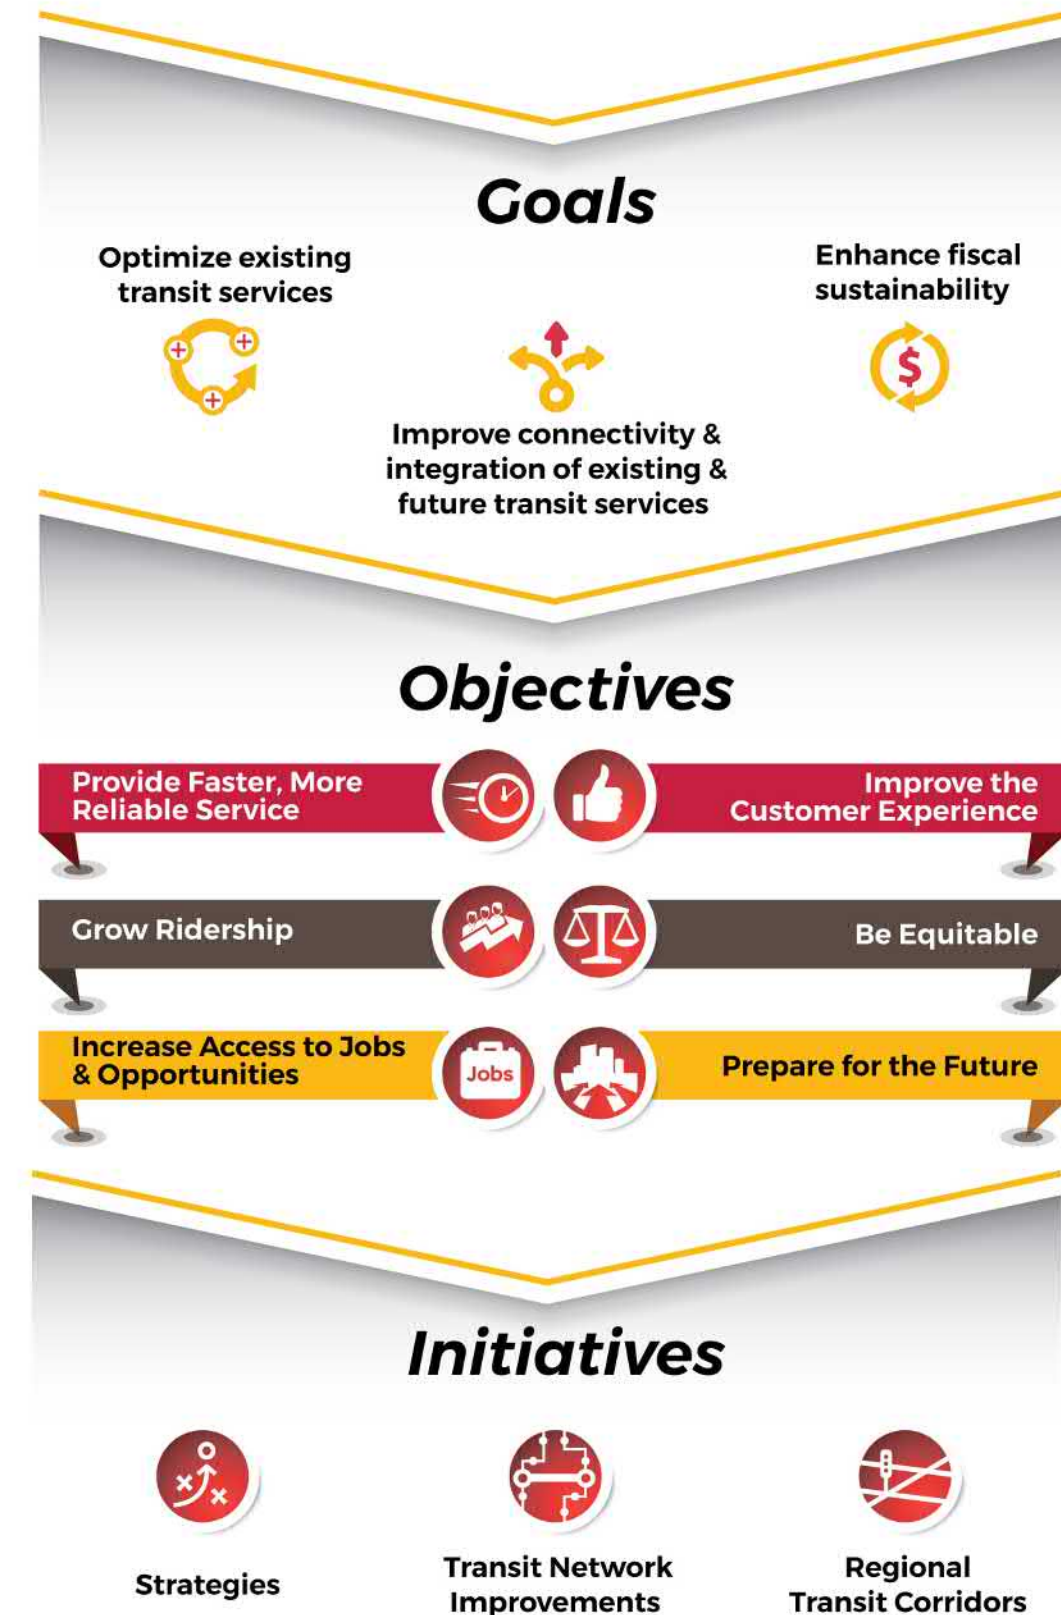 Goals
Optimize existing
transit services
Enhance fiscal
sustainability
$
Improve connectivity &
integration of existing &
future transit services
Objectives
Provide Faster, More
Reliable Service
Improve the
Customer Experience
Grow Ridership
Be Equitable
Increase Access to Jobs
& Opportunities
Jobs
Prepare for the Future
Initiatives
Strategies
Transit Network
Improvements
Regional
Transit Corridors